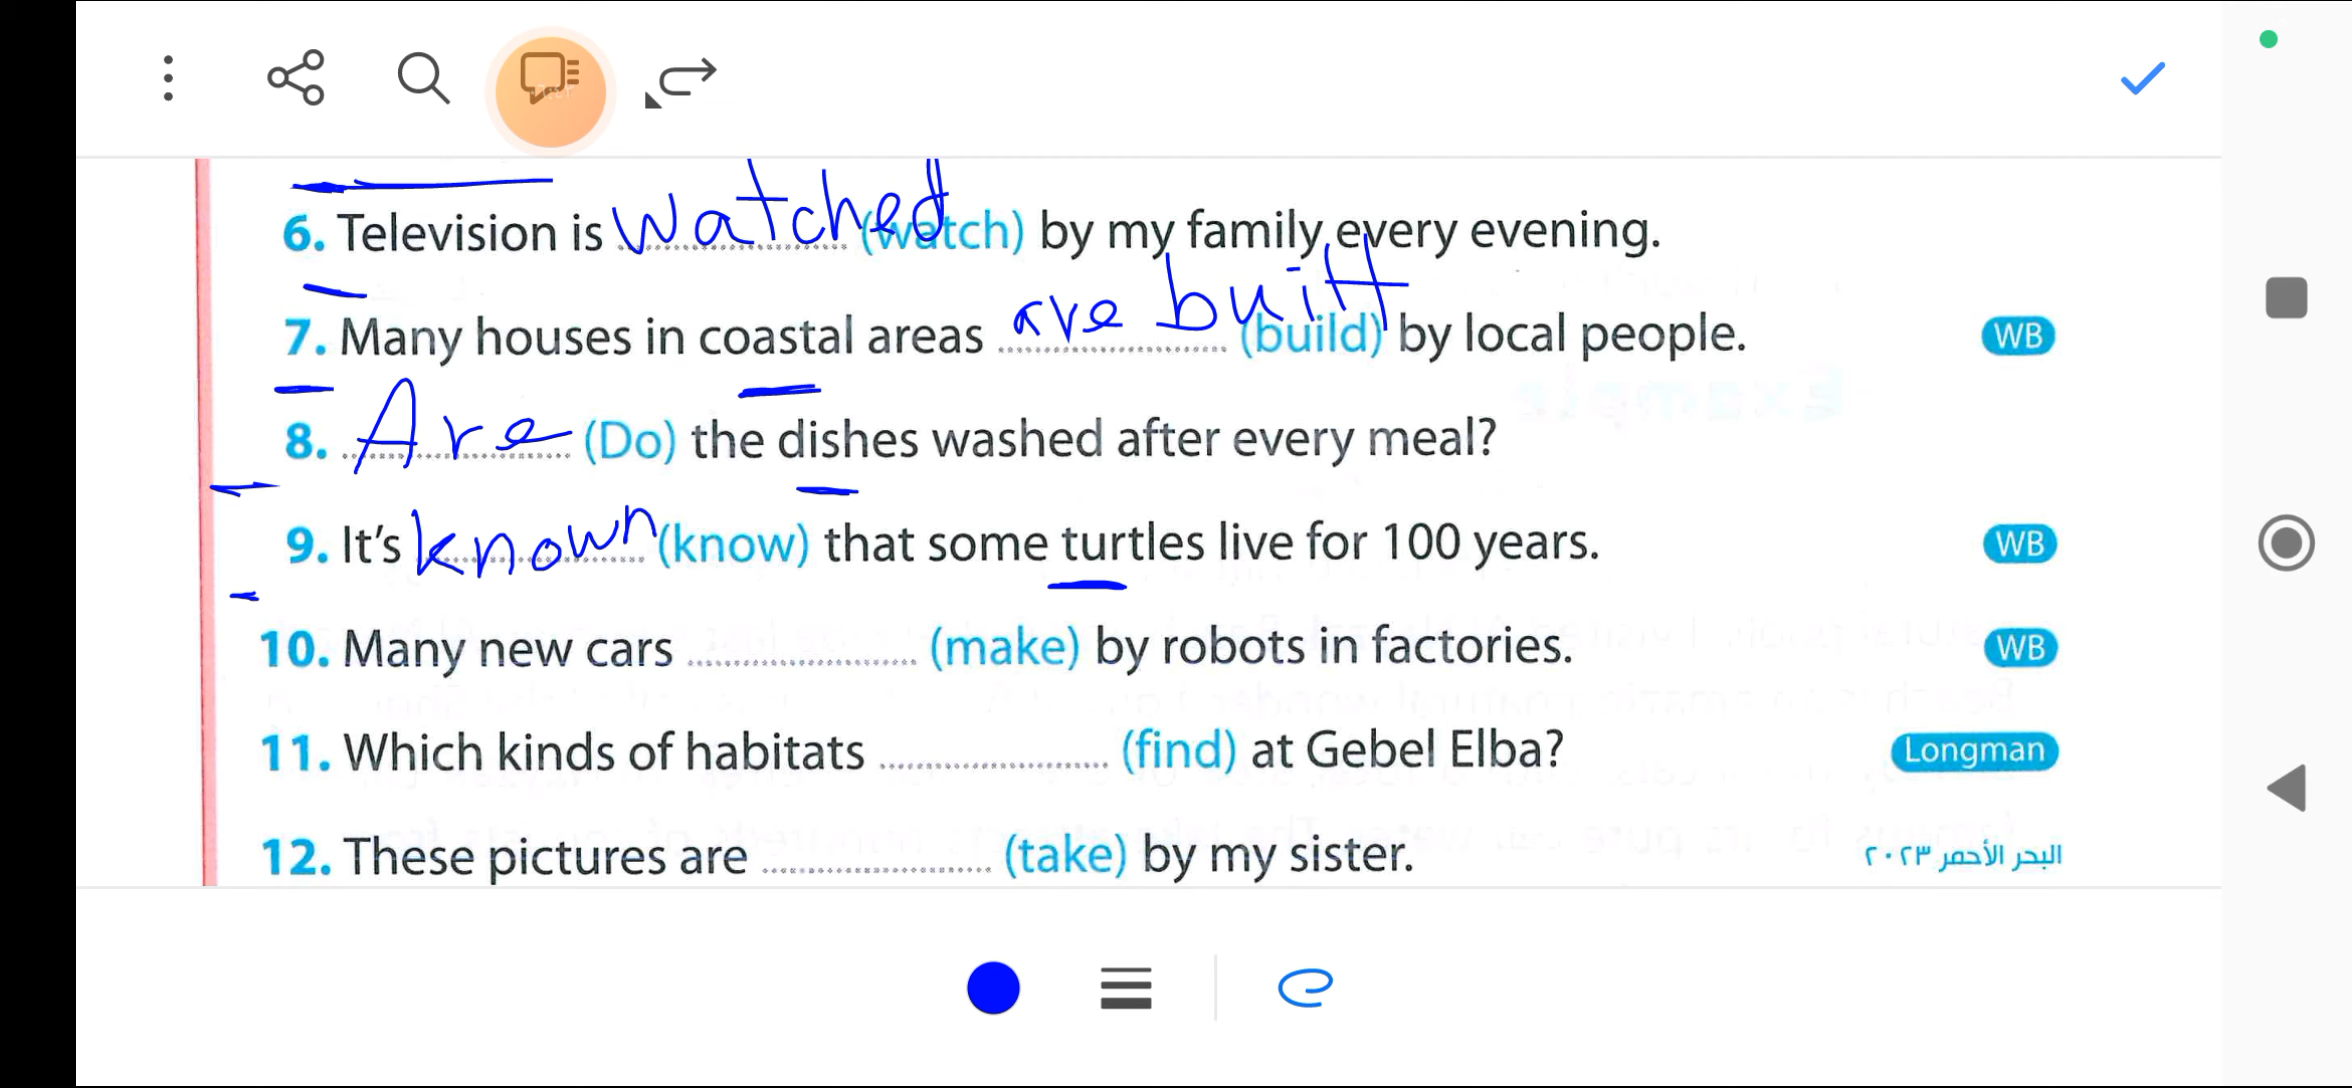 6. Television is watched (watch) by my family every evening.
7. Many houses in coastal areas are built (build) by local people. WB
8. Are (Do) the dishes washed after every meal?
9. It's known (know) that some turtles live for 100 years. WB
10. Many new cars .................... (make) by robots in factories. WB
11. Which kinds of habitats .................... (find) at Gebel Elba? Longman
12. These pictures are .................... (take) by my sister. البحر الأحمر ٢٠٢٣